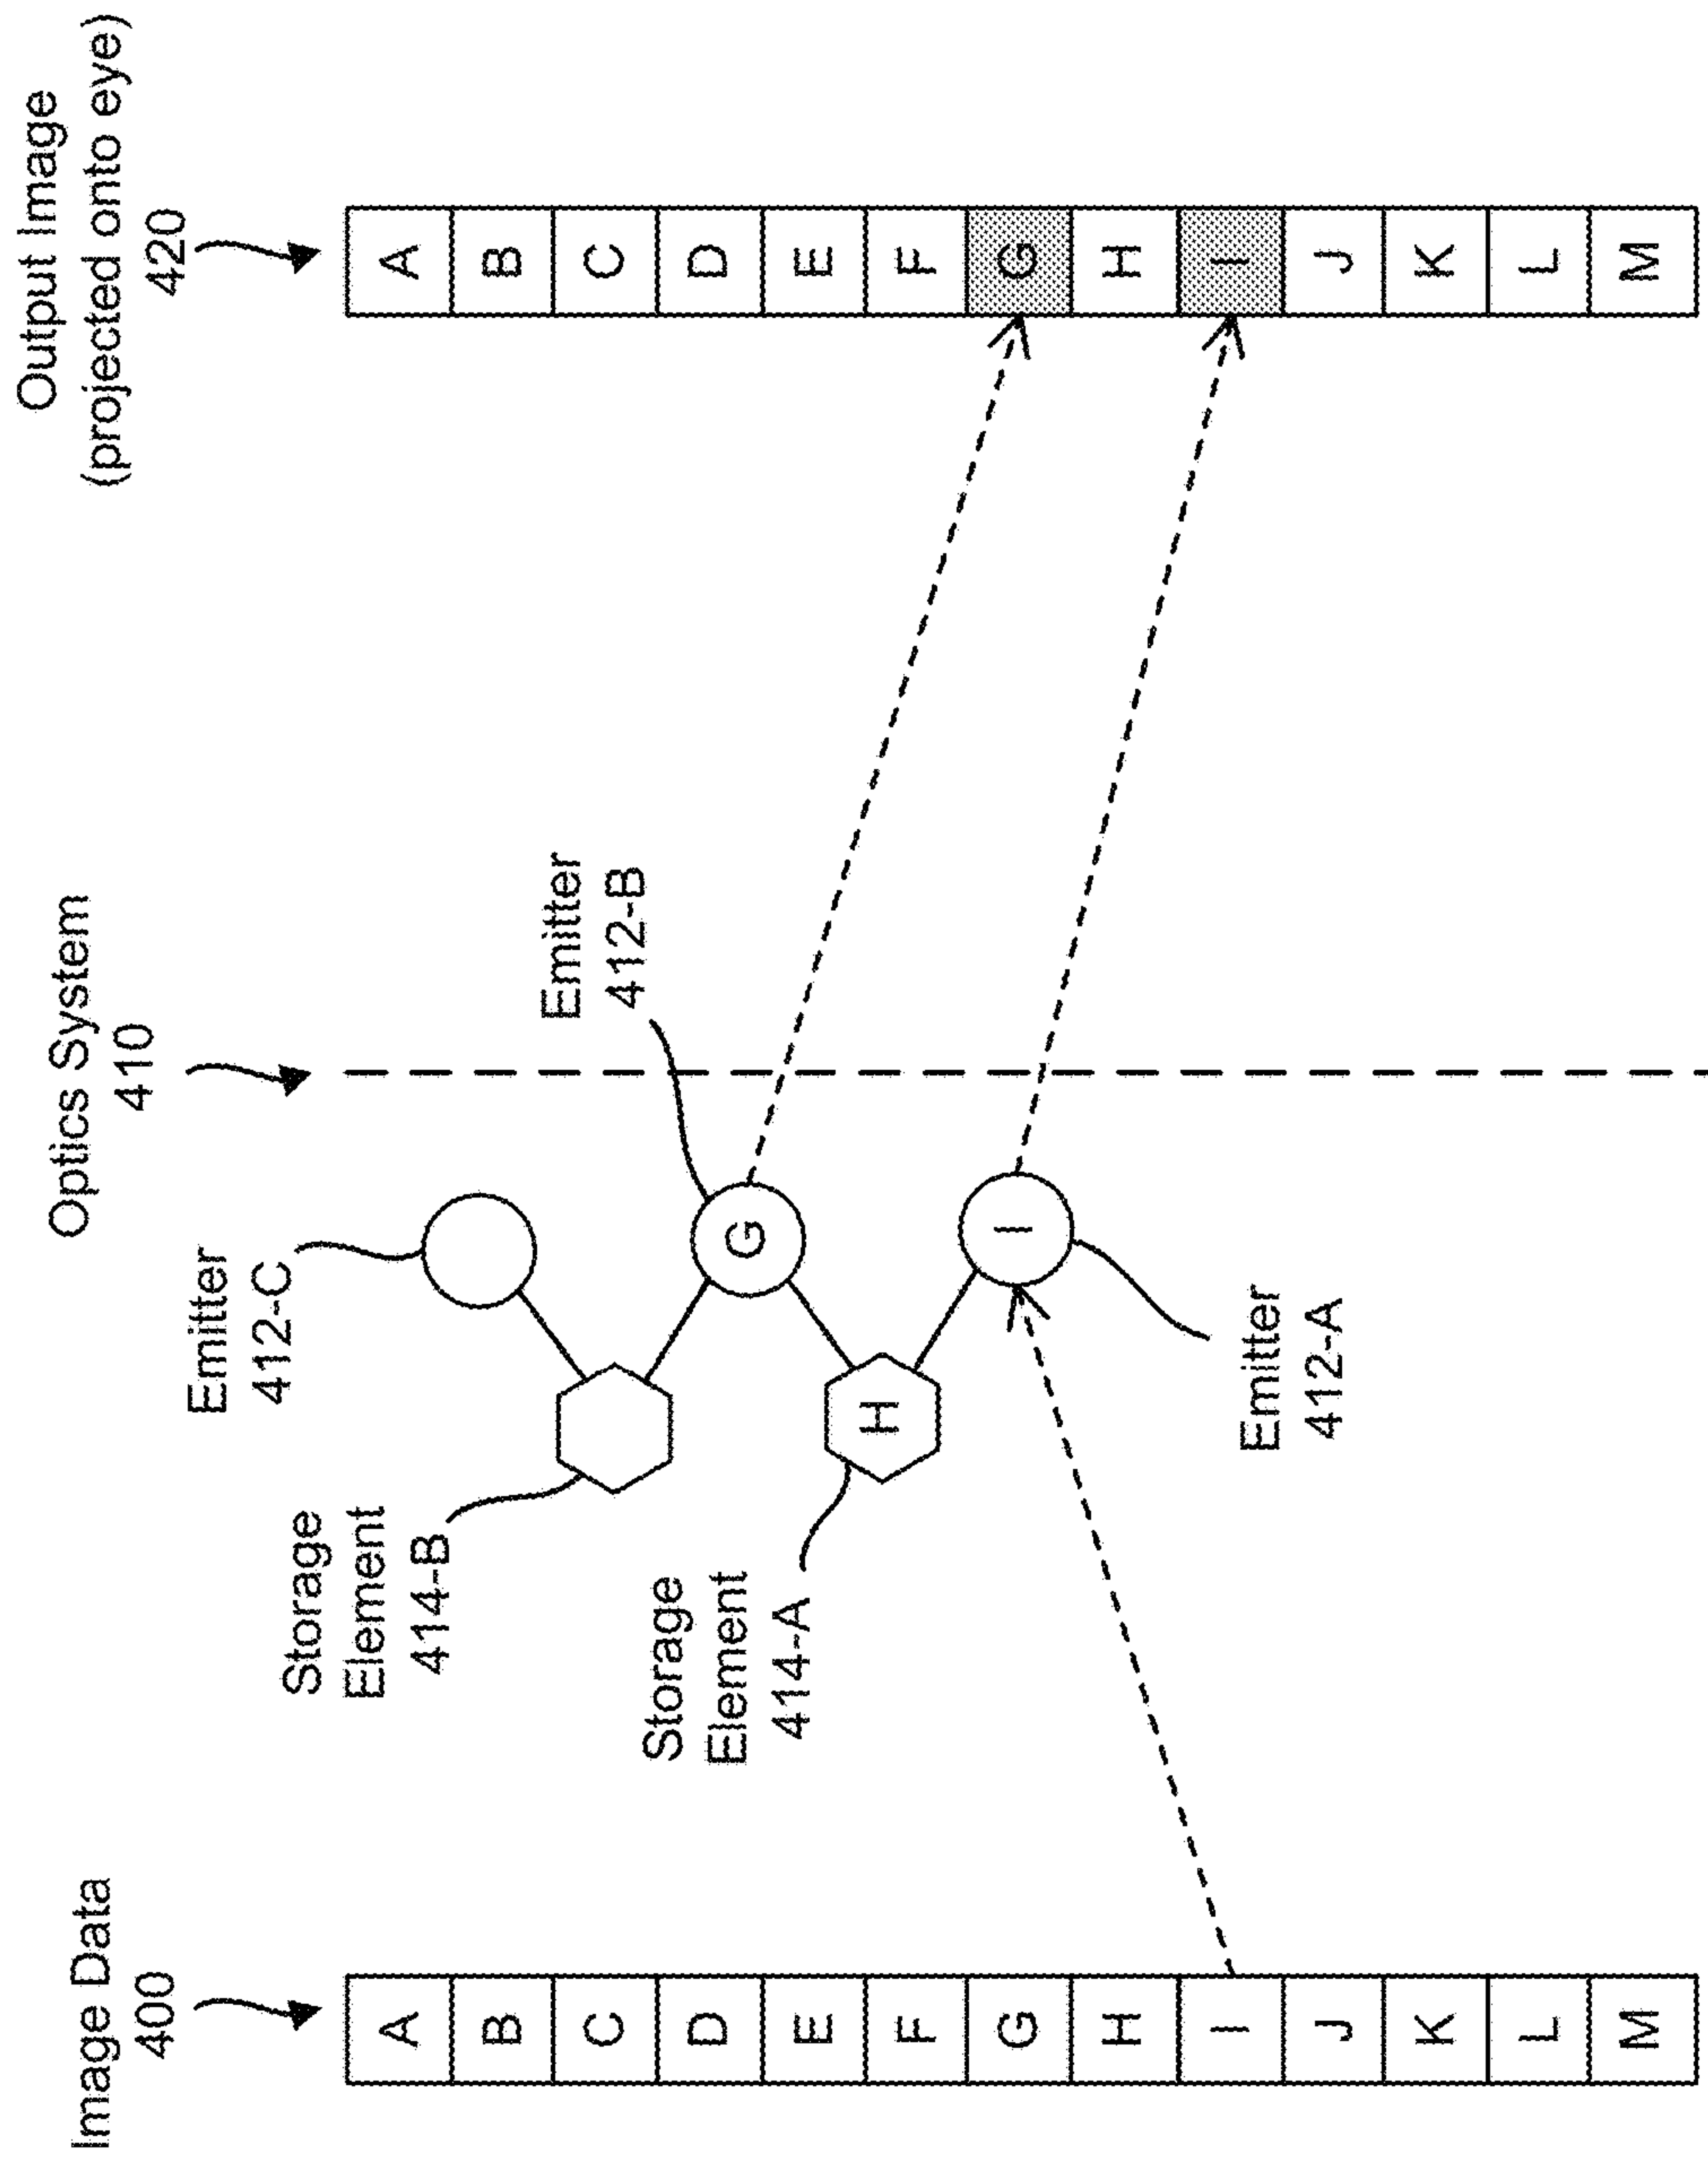 Image Data
400
A
B
C
D
E
F
G
H
I
J
K
L
M
Optics System
410
Emitter
412-C
Storage
Element
414-B
Emitter
412-B
G
Storage
Element
414-A
H
I
Emitter
412-A
Output Image
(projected onto eye)
420
A
B
C
D
E
F
G
H
I
J
K
L
M